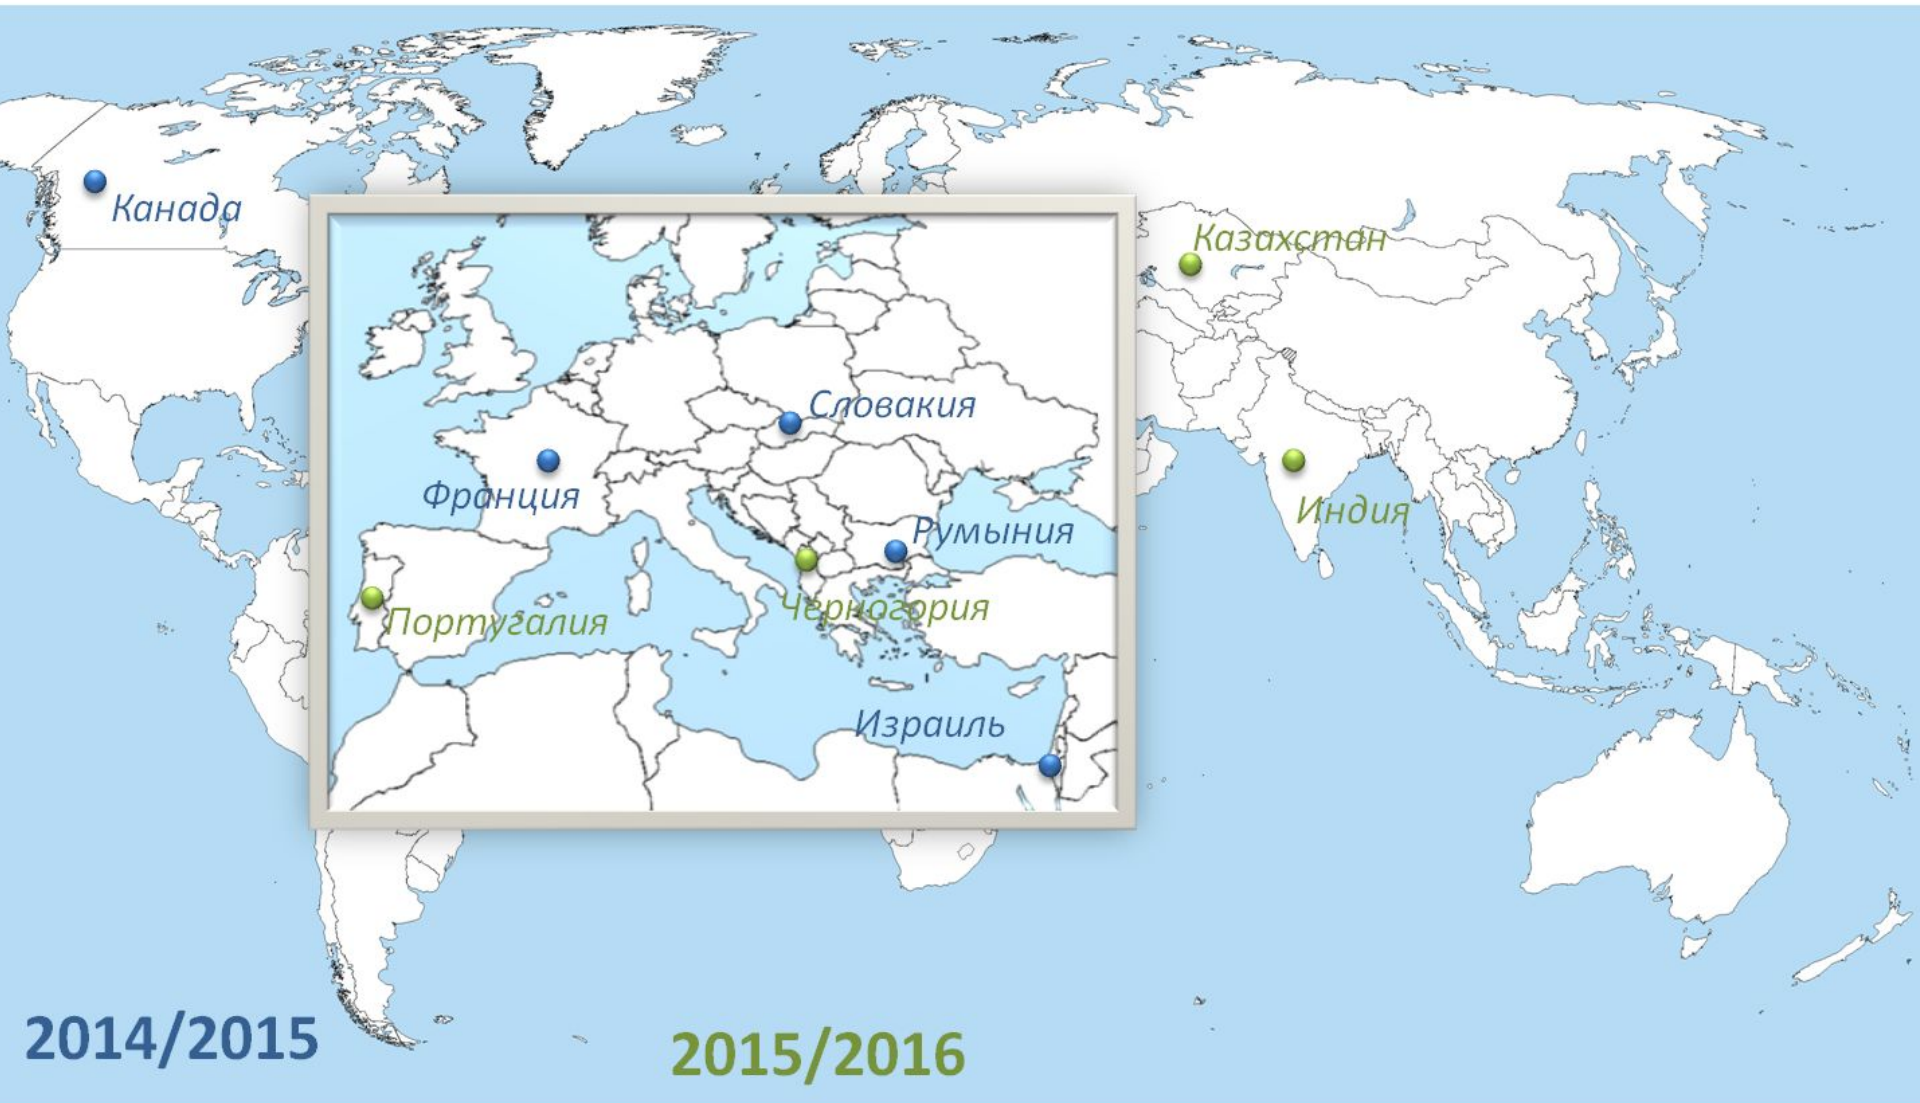 Канада
Казахстан
Словакия
Франция
Индия
Румыния
Черногория
Португалия
Израиль
2014/2015
2015/2016